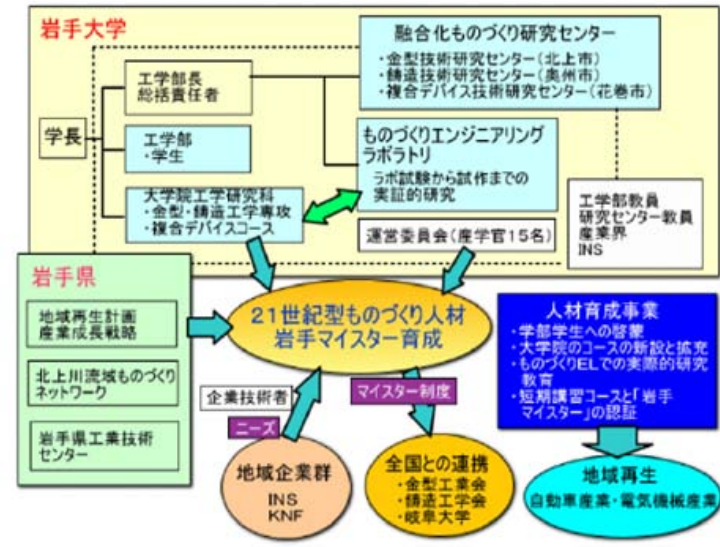 岩手大学
融合化ものづくり研究センター
・金型技術研究センター(北上市)
・鋳造技術研究センター(奥州市)
・複合デバイス技術研究センター(花巻市)
工学部長
総括責任者
学長
工学部
・学生
ものづくりエンジニアリング
ラボラトリ
ラボ試験から試作までの
実証的研究
大学院工学研究科
・金型・鋳造工学専攻
・複合デバイスコース
工学部教員
研究センター教員
産業界
INS
運営委員会(産学官15名)
岩手県
地域再生計画
産業成長戦略
北上川流域ものづくり
ネットワーク
岩手県工業技術
センター
21世紀型ものづくり人材
岩手マイスター育成
人材育成事業
・学部学生への啓蒙
・大学院のコースの新設と拡充
・ものづくりELでの実際的研究
教育
・短期講習コースと「岩手
マイスター」の認証
企業技術者
マイスター制度
ニーズ
地域企業群
INS
KNF
全国との連携
・金型工業会
・鋳造工学会
・岐阜大学
地域再生
自動車産業・電気機械産業